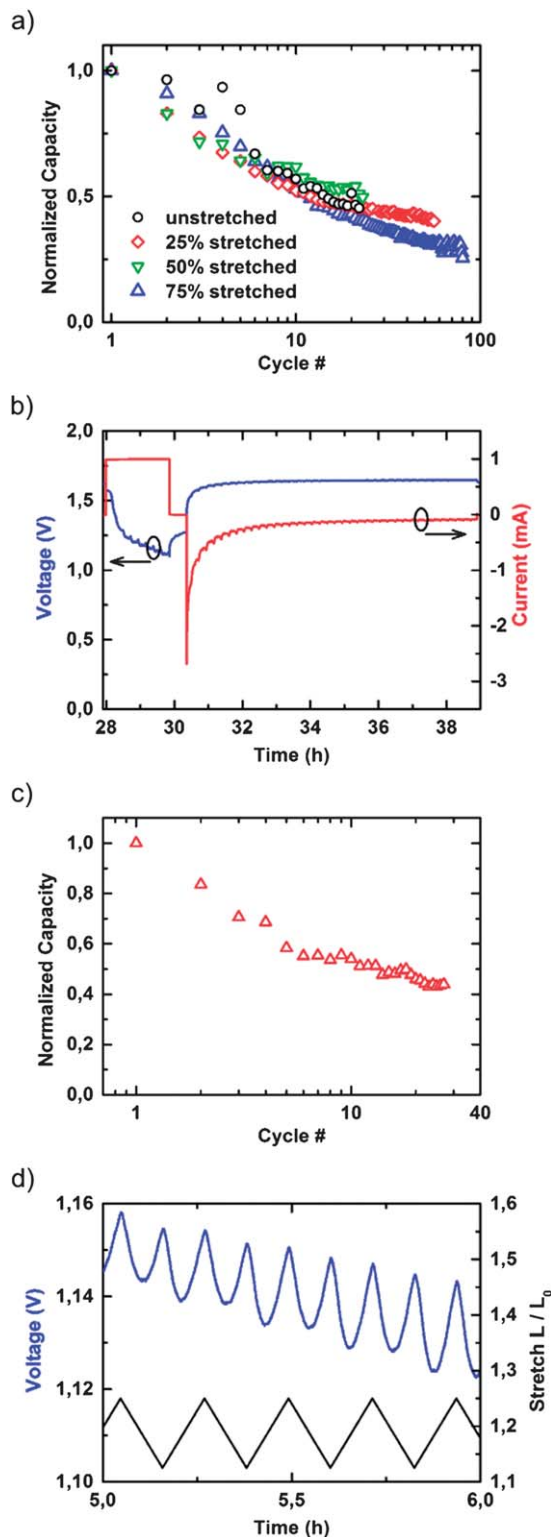 a)
Normalized Capacity
1,0
0,5
0,0
unstretched
25% stretched
50% stretched
75% stretched
1
10
100
Cycle #
b)
Voltage (V)
2,0
1,5
1,0
0,5
0,0
1
0
-1
-2
-3
Current (mA)
28
30
32
34
36
38
Time (h)
c)
Normalized Capacity
1,0
0,8
0,6
0,4
0,2
0,0
1
10
40
Cycle #
d)
Voltage (V)
1,16
1,14
1,12
1,10
1,6
1,5
1,4
1,3
1,2
1,1
Stretch L / L₀
5,0
5,5
6,0
Time (h)